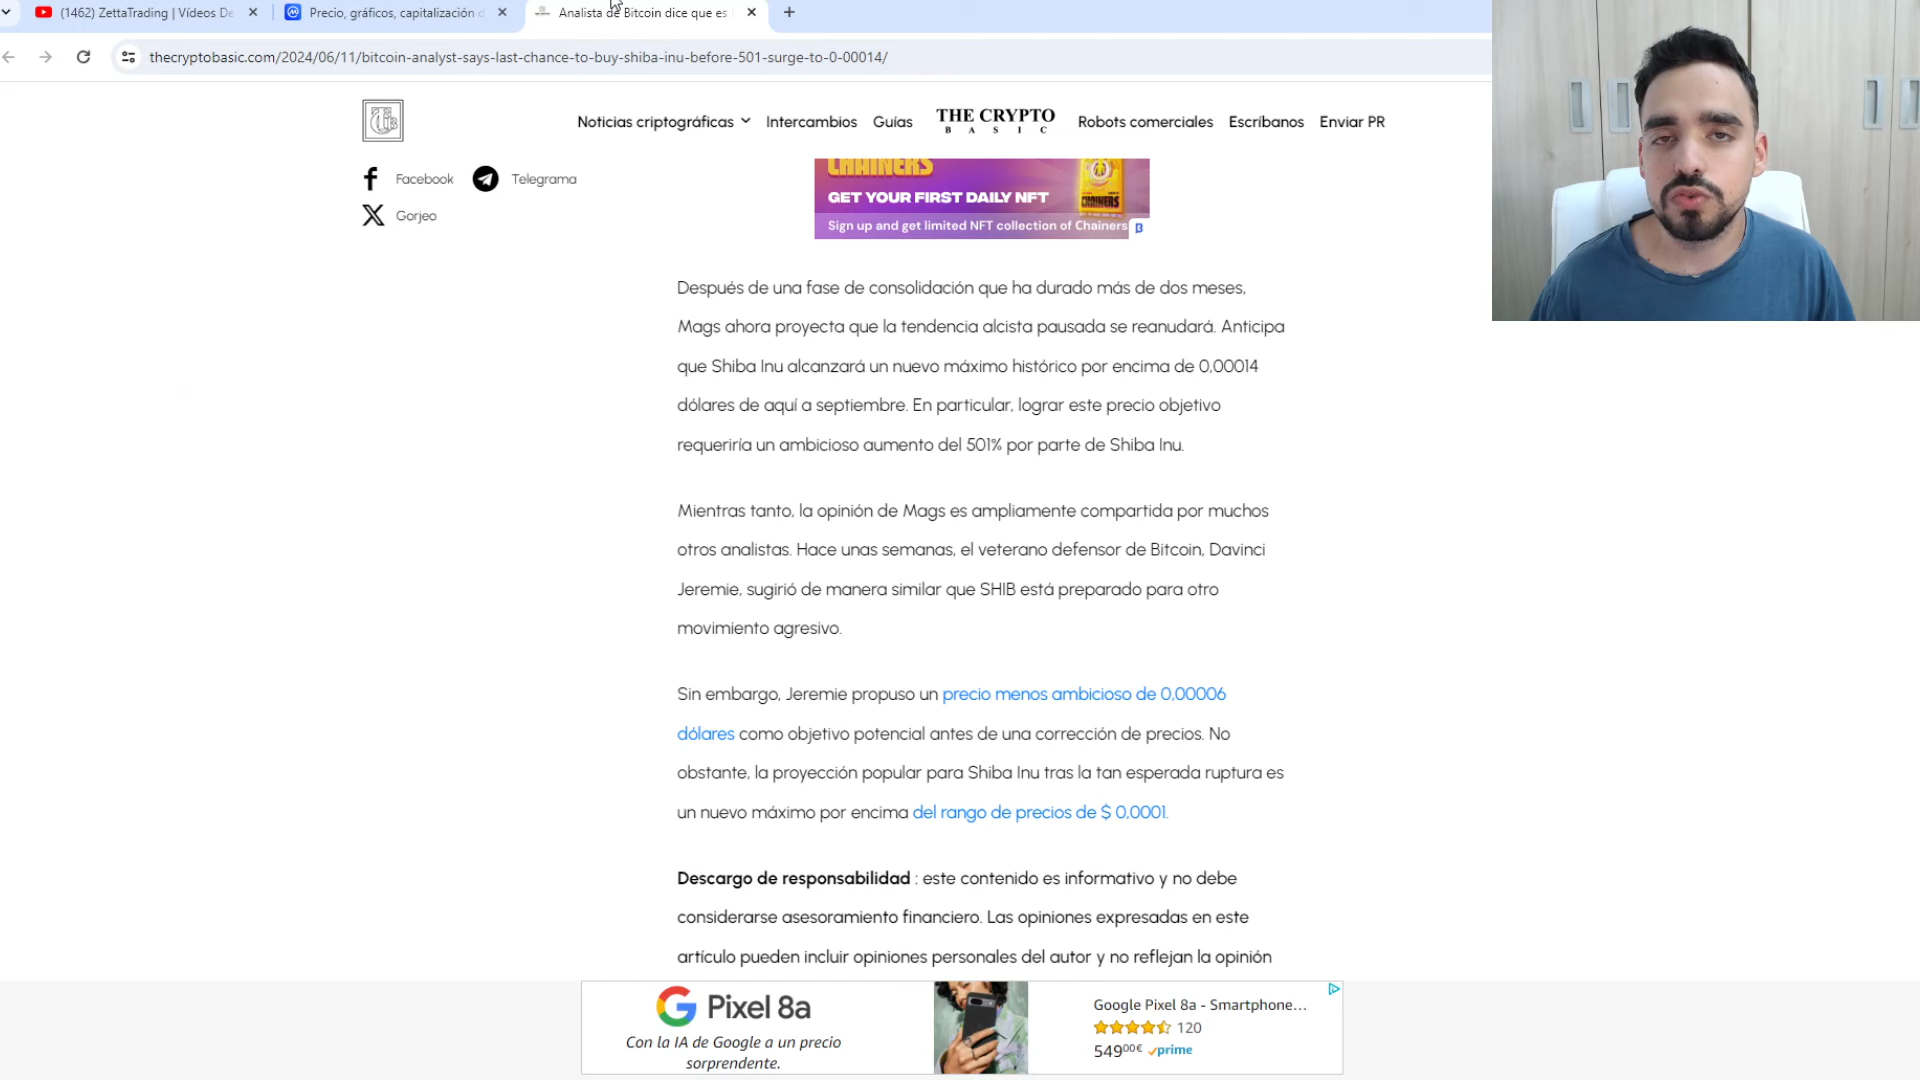 (1462) ZettaTrading | Vídeos De
Precio, gráficos, capitalización d
Analista de Bitcoin dice que es
thecryptobasic.com/2024/06/11/bitcoin-analyst-says-last-chance-to-buy-shiba-inu-before-501-surge-to-0-00014/
Noticias criptográficas
Intercambios
Guías
THE CRYPTO
BASIC
Robots comerciales
Escríbanos
Enviar PR
Facebook
Telegrama
Gorjeo
CHAINERS
GET YOUR FIRST DAILY NFT
Sign up and get limited NFT collection of Chainers
CHAINERS
Después de una fase de consolidación que ha durado más de dos meses,
Mags ahora proyecta que la tendencia alcista pausada se reanudará. Anticipa
que Shiba Inu alcanzará un nuevo máximo histórico por encima de 0,00014
dólares de aquí a septiembre. En particular, lograr este precio objetivo
requeriría un ambicioso aumento del 501% por parte de Shiba Inu.
Mientras tanto, la opinión de Mags es ampliamente compartida por muchos
otros analistas. Hace unas semanas, el veterano defensor de Bitcoin, Davinci
Jeremie, sugirió de manera similar que SHIB está preparado para otro
movimiento agresivo.
Sin embargo, Jeremie propuso un precio menos ambicioso de 0,00006
dólares como objetivo potencial antes de una corrección de precios. No
obstante, la proyección popular para Shiba Inu tras la tan esperada ruptura es
un nuevo máximo por encima del rango de precios de $ 0,0001.
Descargo de responsabilidad : este contenido es informativo y no debe
considerarse asesoramiento financiero. Las opiniones expresadas en este
artículo pueden incluir opiniones personales del autor y no reflejan la opinión
Pixel 8a
Con la IA de Google a un precio
sorprendente.
Google Pixel 8a - Smartphone...
120
54900€ prime